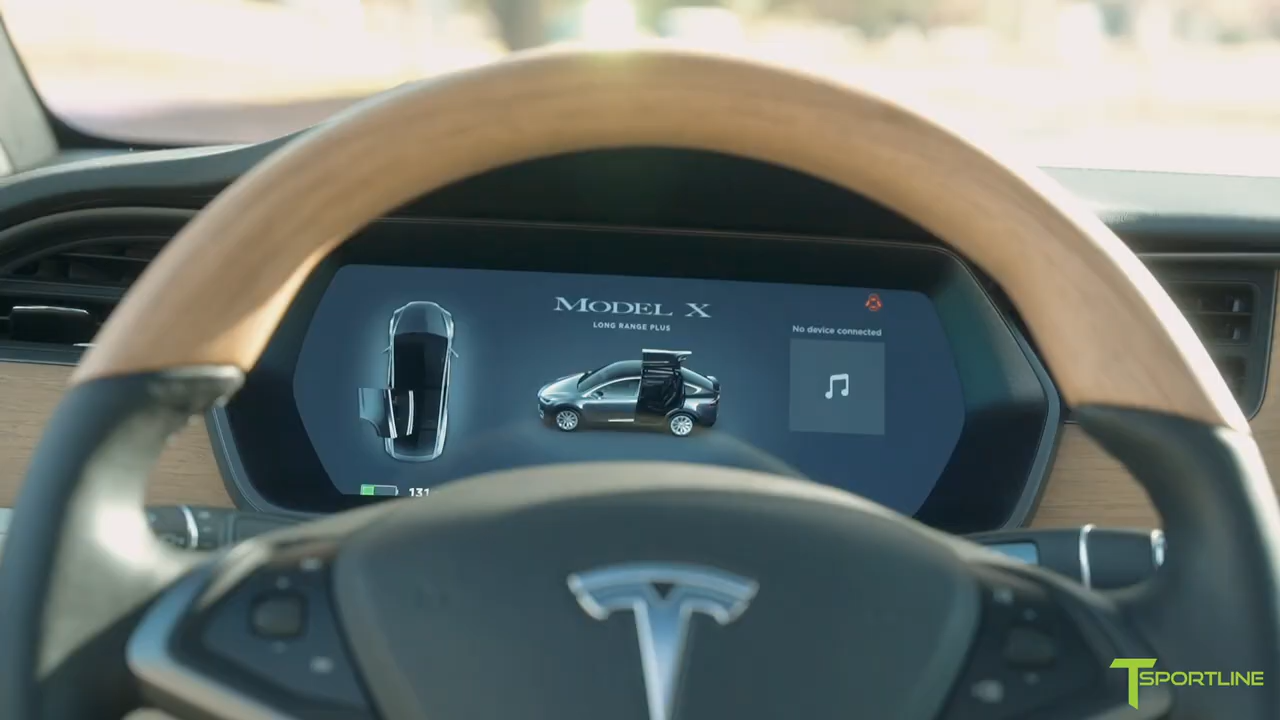 MODEL X
LONG RANGE PLUS
No device connected
131
TSPORTLINE